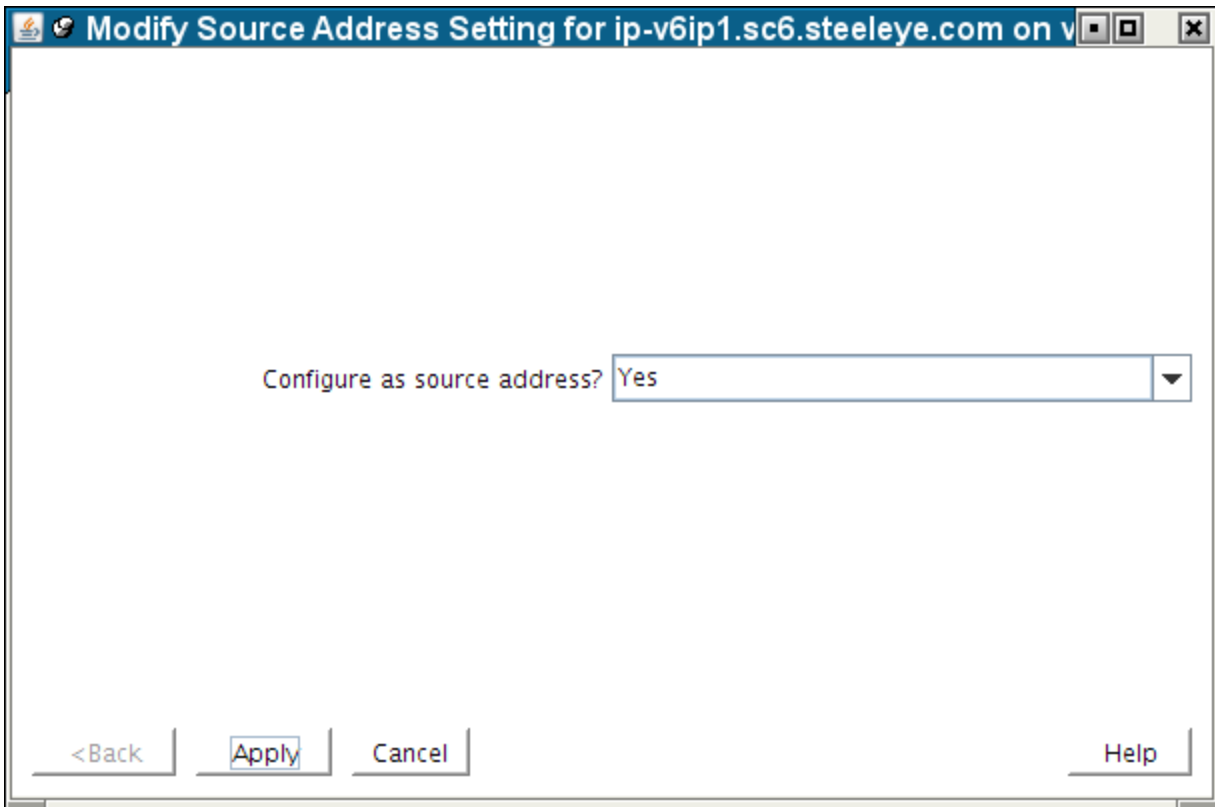 Modify Source Address Setting for ip-v6ip1.sc6.steeleye.com on v
Configure as source address? Yes
<Back Apply Cancel Help